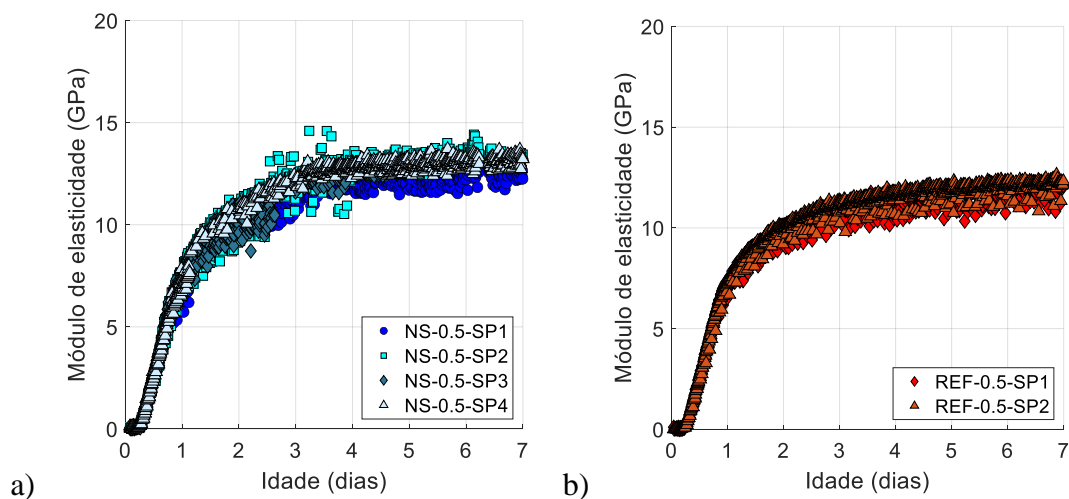 20
15
10
5
0
Módulo de elasticidade (GPa)
0 1 2 3 4 5 6 7
Idade (dias)
NS-0.5-SP1
NS-0.5-SP2
NS-0.5-SP3
NS-0.5-SP4
a)
20
15
10
5
0
Módulo de elasticidade (GPa)
0 1 2 3 4 5 6 7
Idade (dias)
REF-0.5-SP1
REF-0.5-SP2
b)